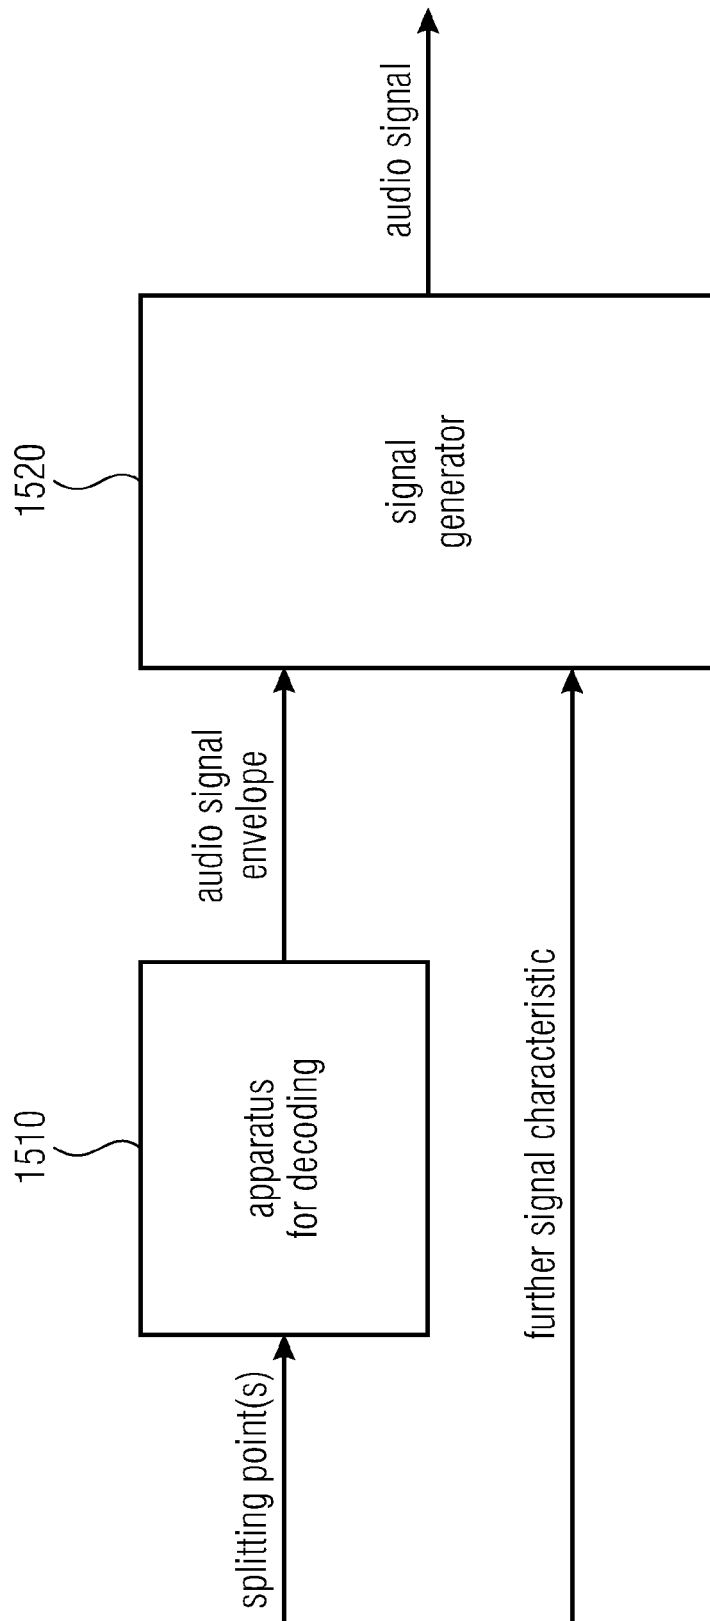 splitting point(s)
1510
apparatus
for decoding
audio signal
envelope
further signal characteristic
1520
signal
generator
audio signal